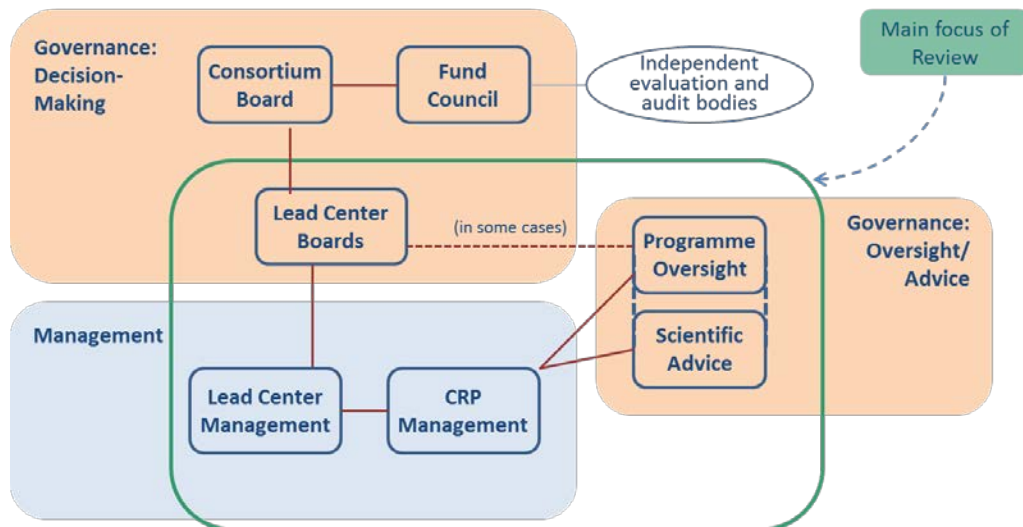 Governance:
Decision-
Making
Consortium
Board
Fund
Council
Independent
evaluation and
audit bodies
Main focus of
Review
Lead Center
Boards
(in some cases)
Programme
Oversight
Governance:
Oversight/
Advice
Management
Scientific
Advice
Lead Center
Management
CRP
Management